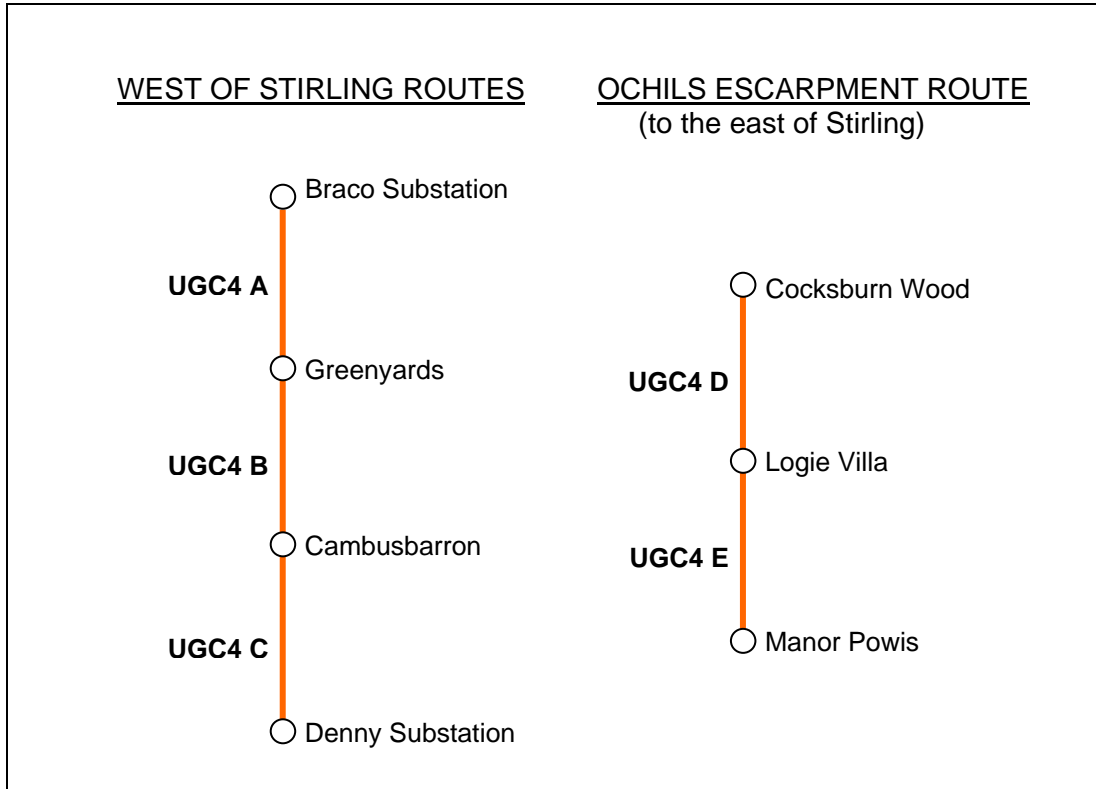 WEST OF STIRLING ROUTES
Braco Substation
UGC4 A
Greenyards
UGC4 B
Cambusbarron
UGC4 C
Denny Substation
OCHILS ESCARPMENT ROUTE
(to the east of Stirling)
Cocksburn Wood
UGC4 D
Logie Villa
UGC4 E
Manor Powis